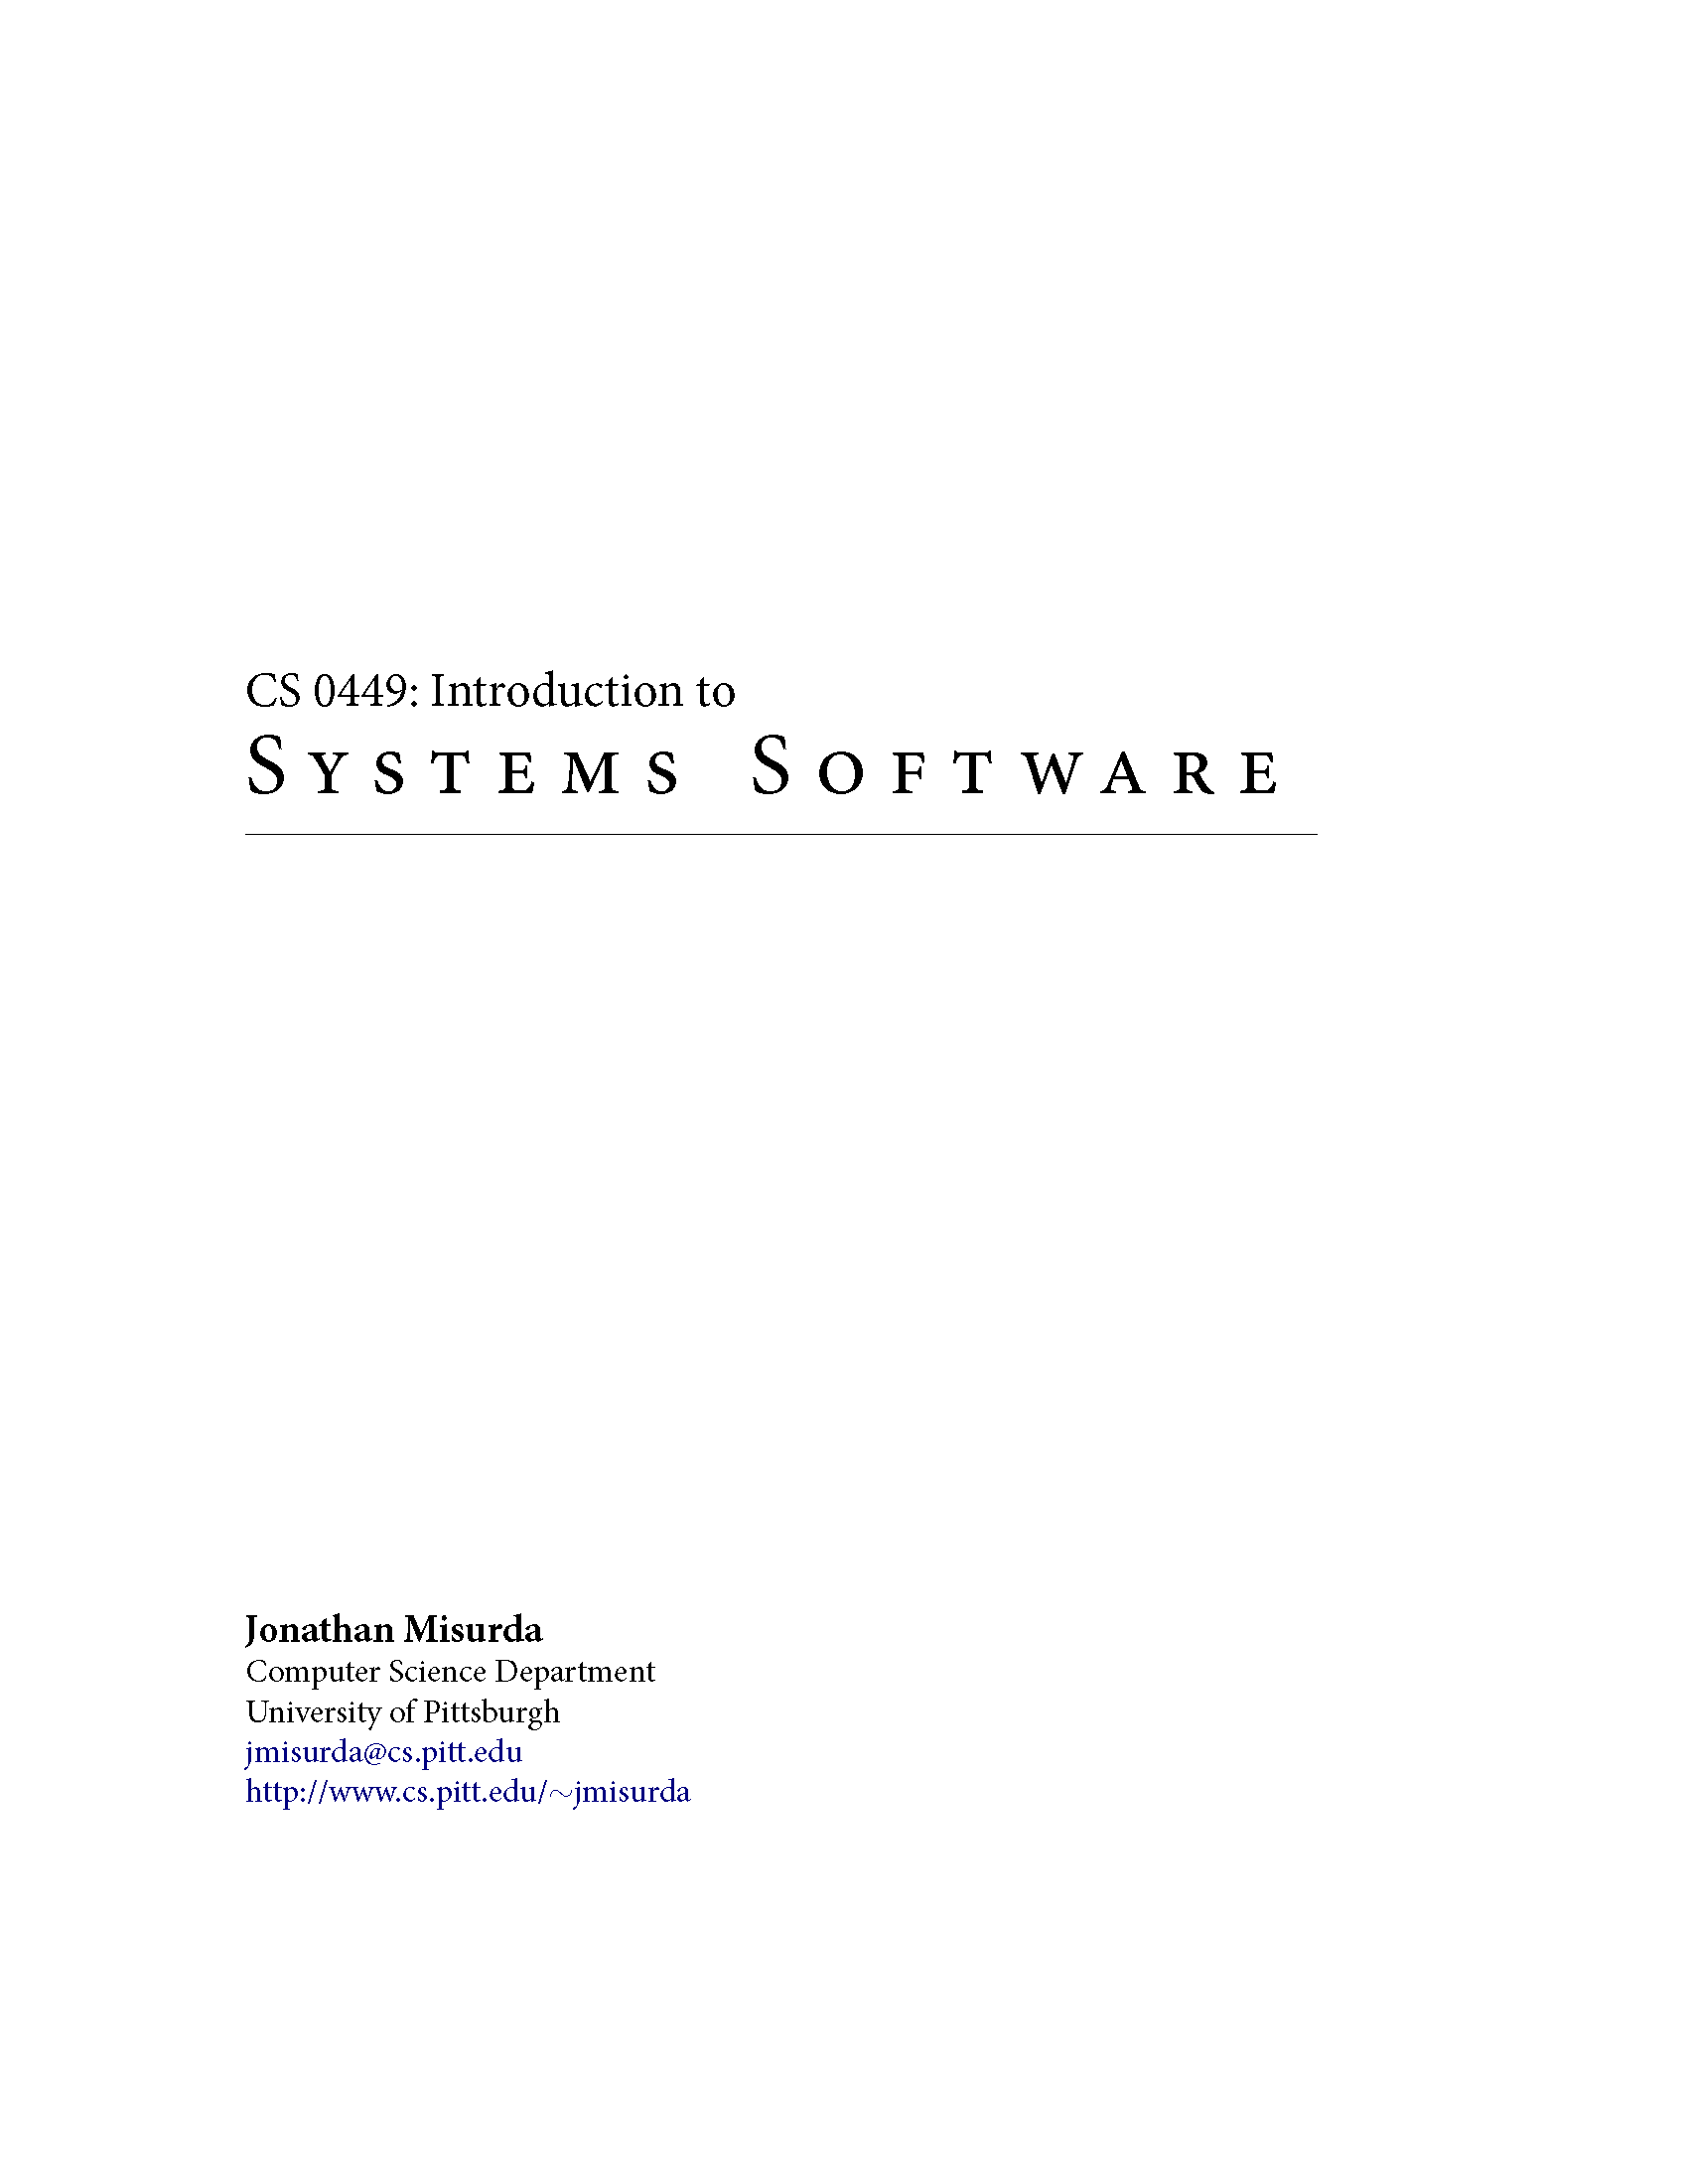 CS 0449: Introduction to
Systems Software
Jonathan Misurda
Computer Science Department
University of Pittsburgh
jmisurda@cs.pitt.edu
http://www.cs.pitt.edu/~jmisurda